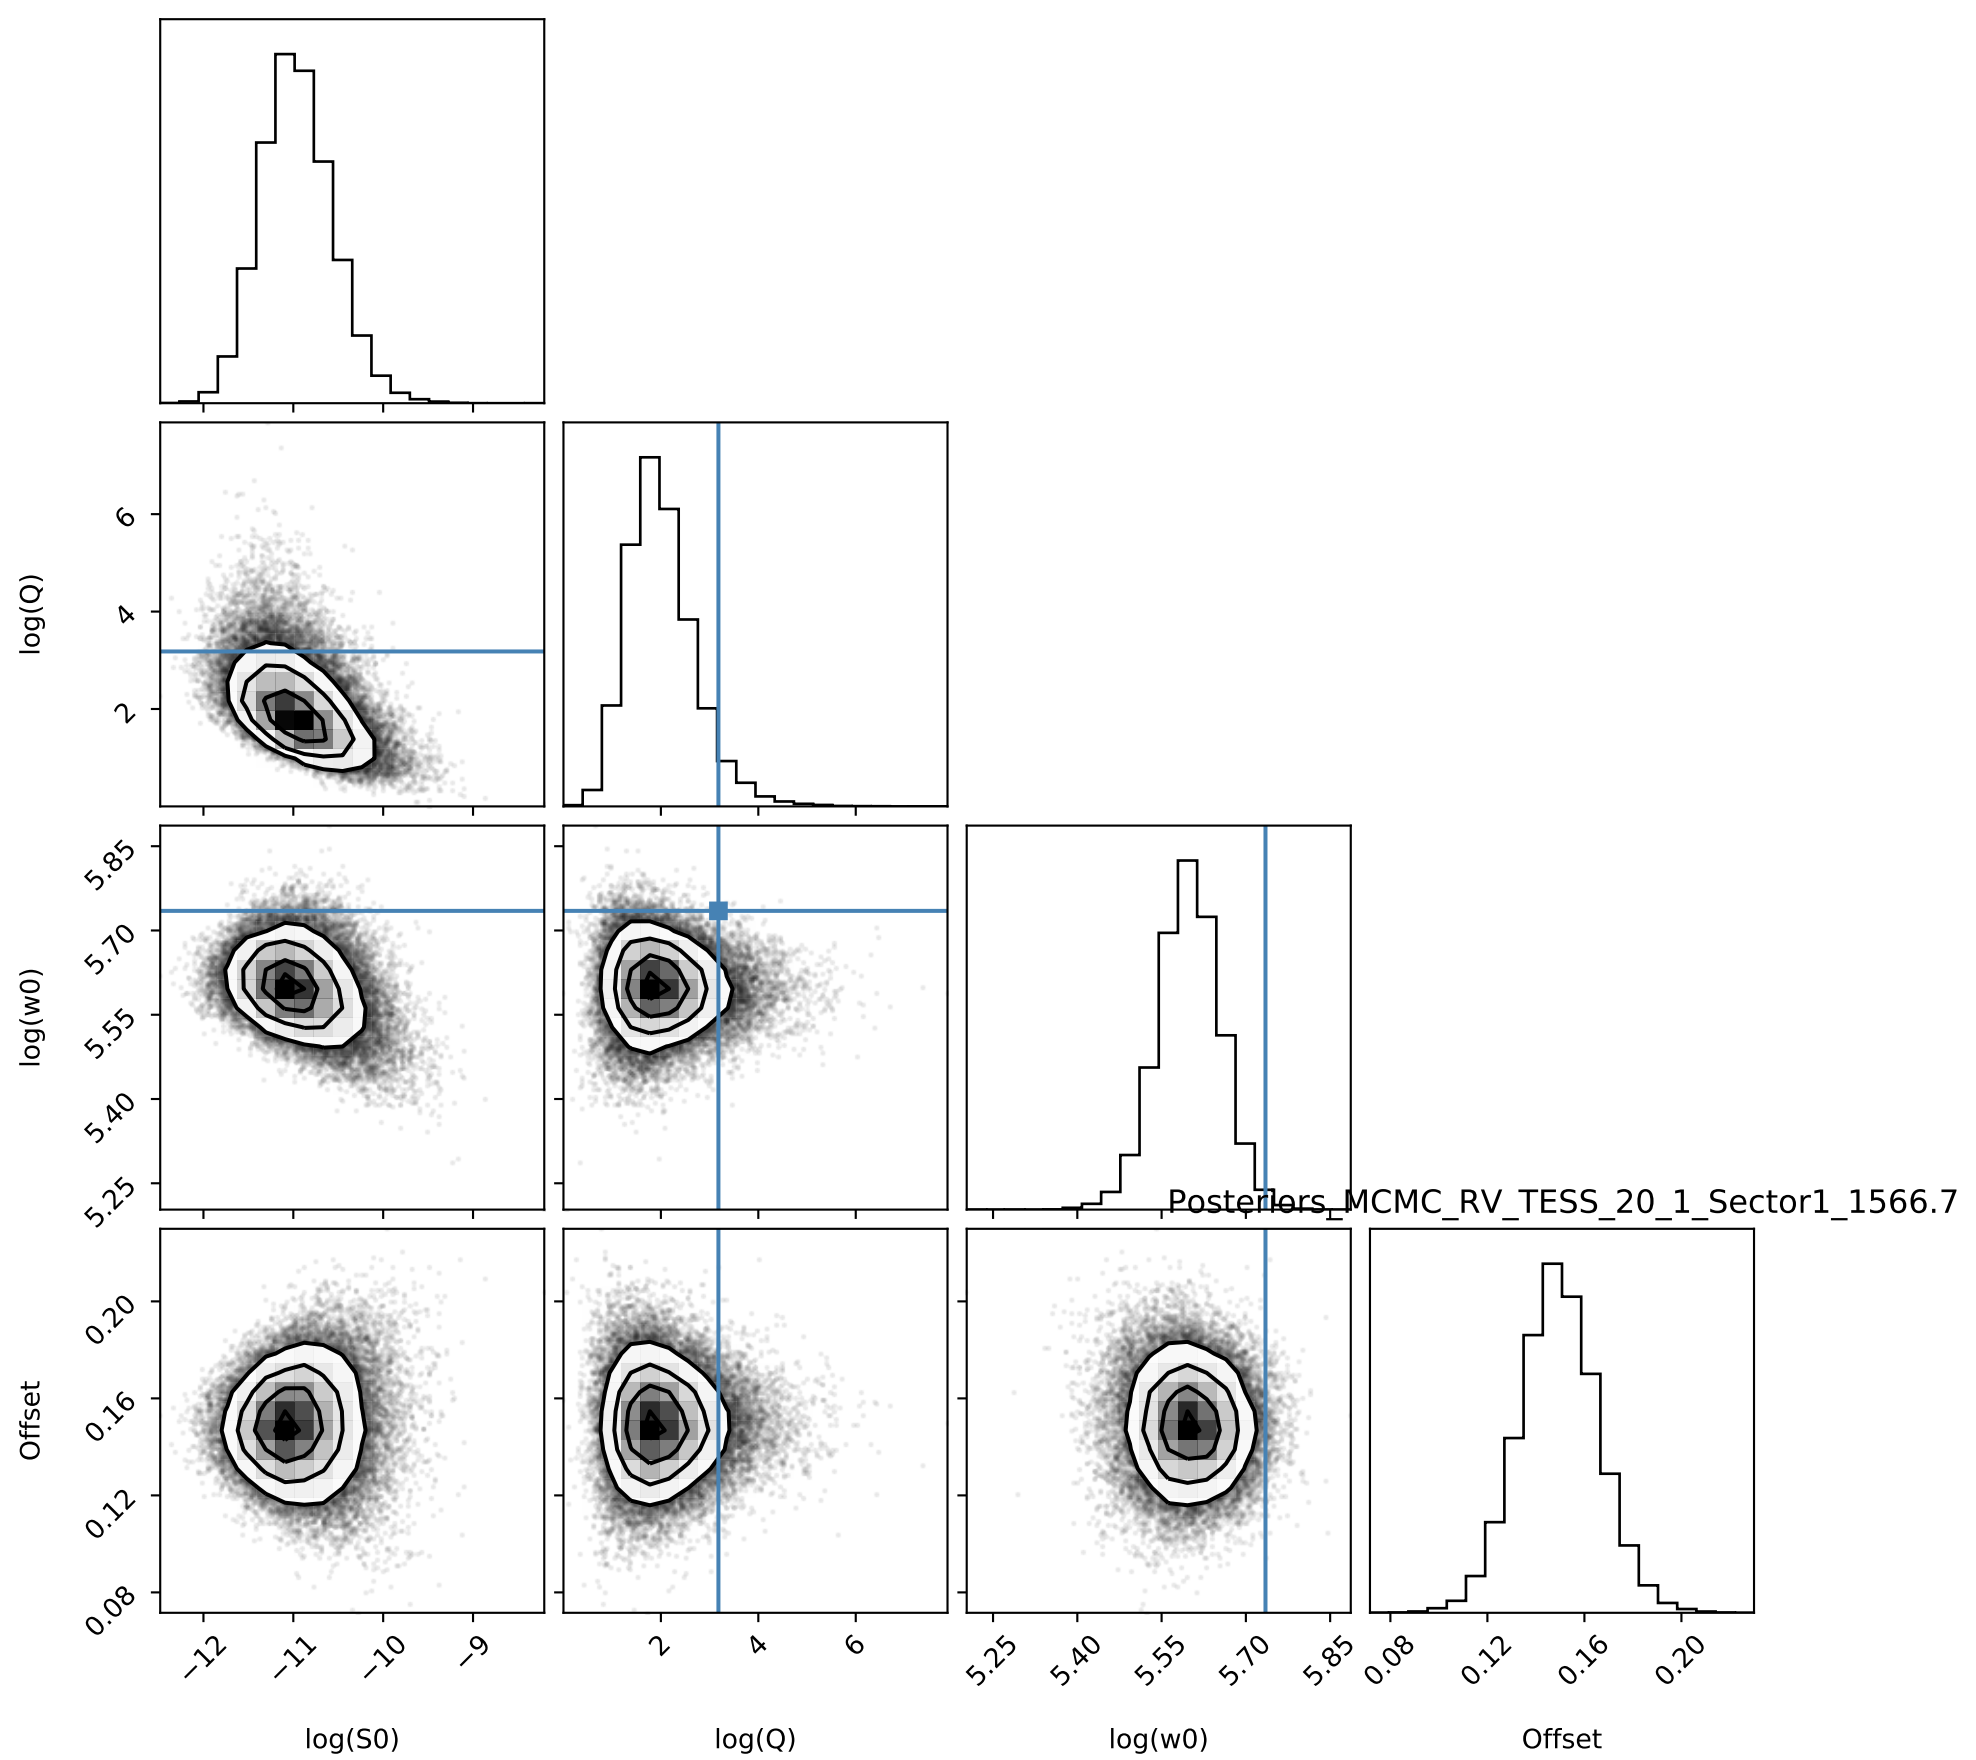 6
4
2
log(Q)
5.85
5.70
5.55
5.40
5.25
log(w0)
Posteriors_MCMC_RV_TESS_20_1_Sector1_1566.7
0.20
0.16
0.12
0.08
Offset
−12 −11 −10 −9 2 4 6 5.25 5.40 5.55 5.70 5.85 0.08 0.12 0.16 0.20
log(S0) log(Q) log(w0) Offset